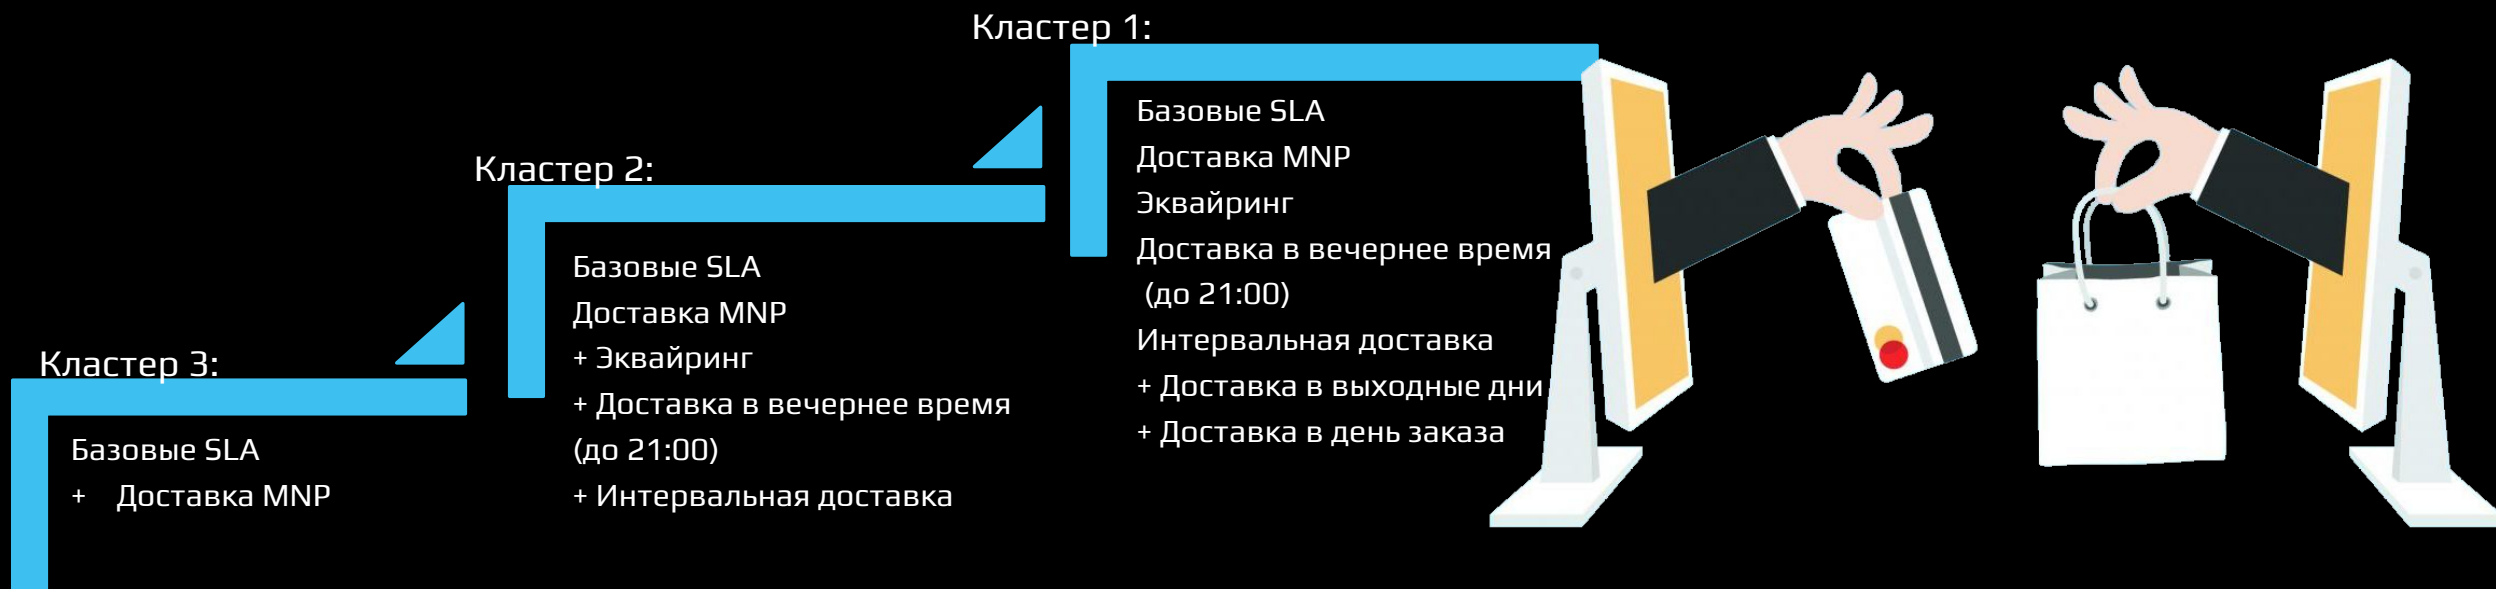 Кластер 1:
Базовые SLA
Доставка MNP
Эквайринг
Доставка в вечернее время
(до 21:00)
Интервальная доставка
+ Доставка в выходные дни
+ Доставка в день заказа
Кластер 2:
Базовые SLA
Доставка MNP
+ Эквайринг
+ Доставка в вечернее время
(до 21:00)
+ Интервальная доставка
Кластер 3:
Базовые SLA
+ Доставка MNP